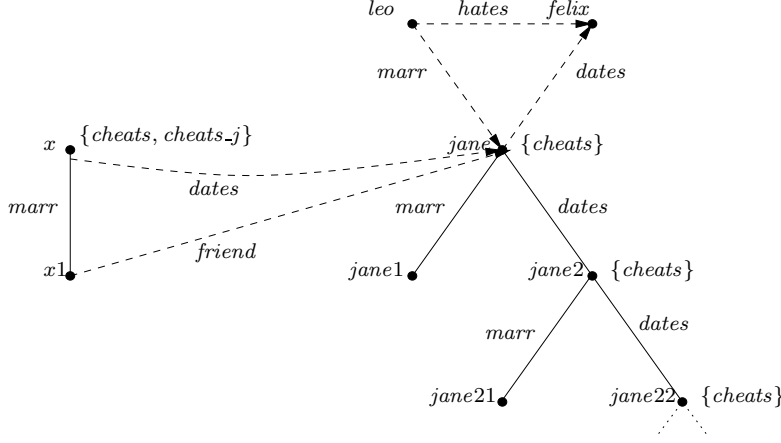 leo hates felix
marr dates
x {cheats, cheats_j} jane {cheats}
dates
marr marr dates
friend
x1 jane1 jane2 {cheats}
marr dates
jane21 jane22 {cheats}